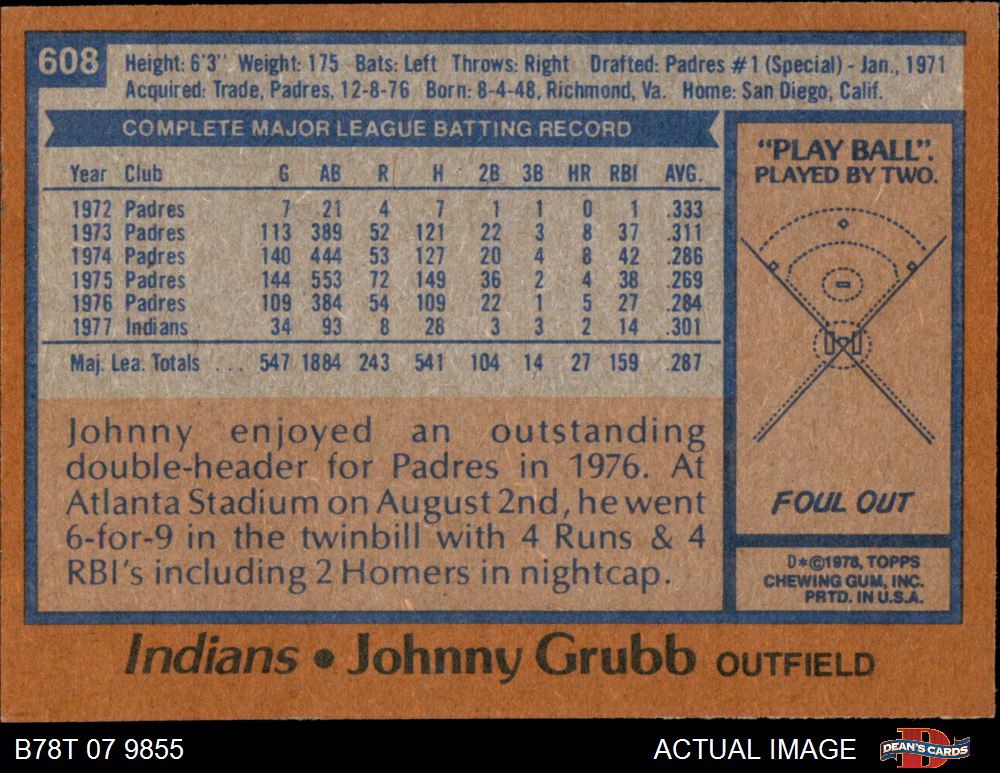 608
Height: 6'3" Weight: 175 Bats: Left Throws: Right Drafted: Padres #1 (Special) - Jan., 1971
Acquired: Trade, Padres, 12-8-76 Born: 8-4-48, Richmond, Va. Home: San Diego, Calif.
COMPLETE MAJOR LEAGUE BATTING RECORD
Year Club G AB R H 2B 3B HR RBI AVG.
1972 Padres 7 21 4 7 1 1 0 1 .333
1973 Padres 113 389 52 121 22 3 8 37 .311
1974 Padres 140 444 53 127 20 4 8 42 .286
1975 Padres 144 553 72 149 36 2 4 38 .269
1976 Padres 109 384 54 109 22 1 5 27 .284
1977 Indians 34 93 8 28 3 3 2 14 .301
Maj. Lea. Totals ... 547 1884 243 541 104 14 27 159 .287
Johnny enjoyed an outstanding
double-header for Padres in 1976. At
Atlanta Stadium on August 2nd, he went
6-for-9 in the twinbill with 4 Runs & 4
RBI's including 2 Homers in nightcap.
"PLAY BALL".
PLAYED BY TWO.
FOUL OUT
D*©1978, TOPPS
CHEWING GUM, INC.
PRTD. IN U.S.A.
Indians • Johnny Grubb OUTFIELD
B78T 07 9855
ACTUAL IMAGE
DEAN'S CARDS